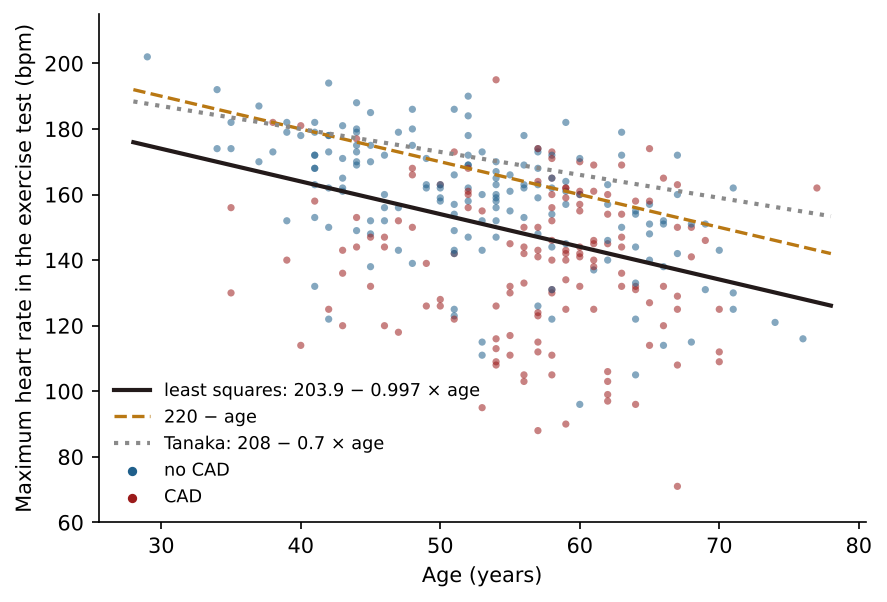 Maximum heart rate in the exercise test (bpm)
200
180
160
140
120
100
80
60
least squares: 203.9 − 0.997 × age
220 − age
Tanaka: 208 − 0.7 × age
no CAD
CAD
30 40 50 60 70 80
Age (years)